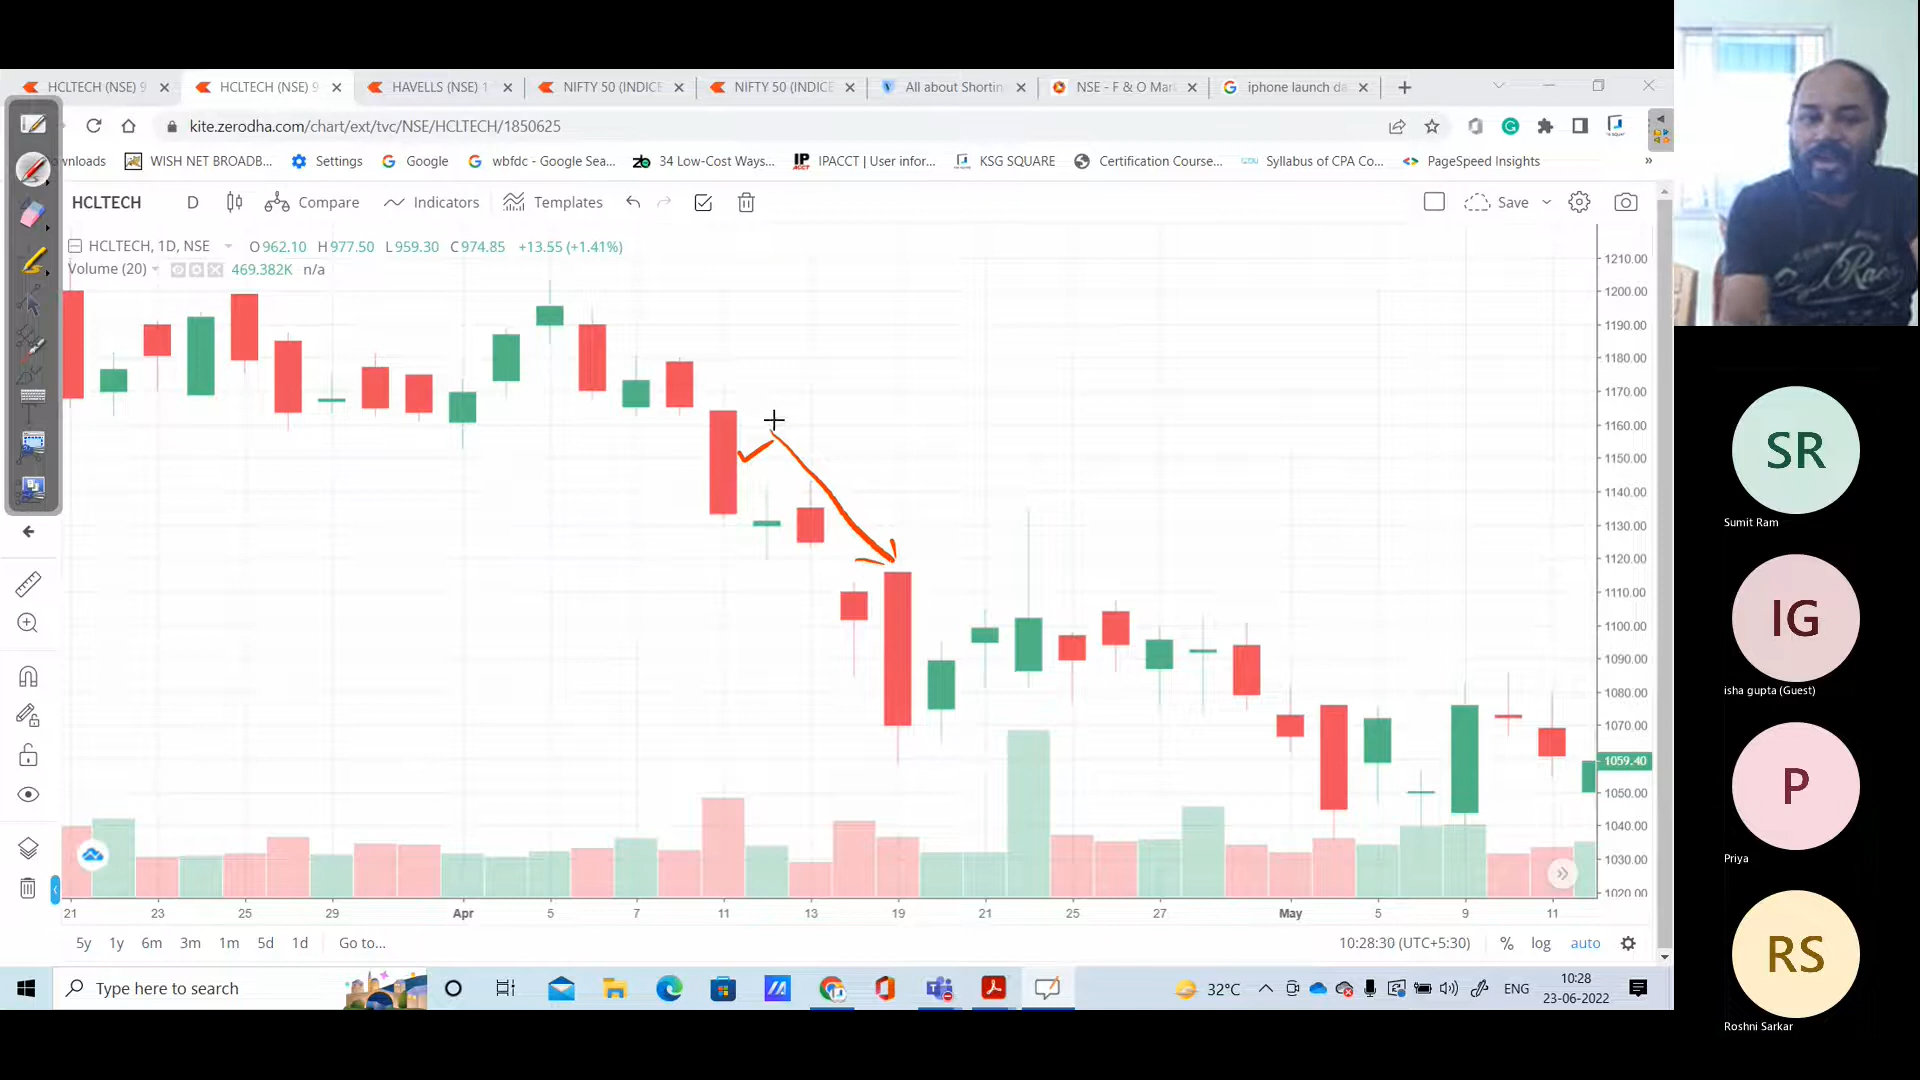 HCLTECH (NSE) 9
HCLTECH (NSE) 9
HAVELLS (NSE) 1
NIFTY 50 (INDICE
NIFTY 50 (INDICE
All about Shortin
NSE - F & O Mar
iphone launch da
kite.zerodha.com/chart/ext/tvc/NSE/HCLTECH/1850625
wnloads
WISH NET BROADB...
Settings
Google
wbfdc - Google Sea...
34 Low-Cost Ways...
IPACCT | User infor...
KSG SQUARE
Certification Course...
Syllabus of CPA Co...
PageSpeed Insights
»
HCLTECH
D
Compare
Indicators
Templates
Save
HCLTECH, 1D, NSE
O962.10 H977.50 L959.30 C974.85 +13.55 (+1.41%)
Volume (20)
469.382K n/a
1210.00
1200.00
1190.00
1180.00
1170.00
1160.00
1150.00
1140.00
1130.00
1120.00
1110.00
1100.00
1090.00
1080.00
1070.00
1059.40
1050.00
1040.00
1030.00
1020.00
21 23 25 29 Apr 5 7 11 13 19 21 25 27 May 5 9 11
5y 1y 6m 3m 1m 5d 1d Go to...
10:28:30 (UTC+5:30) % log auto
Type here to search
32°C
ENG
10:28
23-06-2022
SR
Sumit Ram
IG
isha gupta (Guest)
P
Priya
RS
Roshni Sarkar